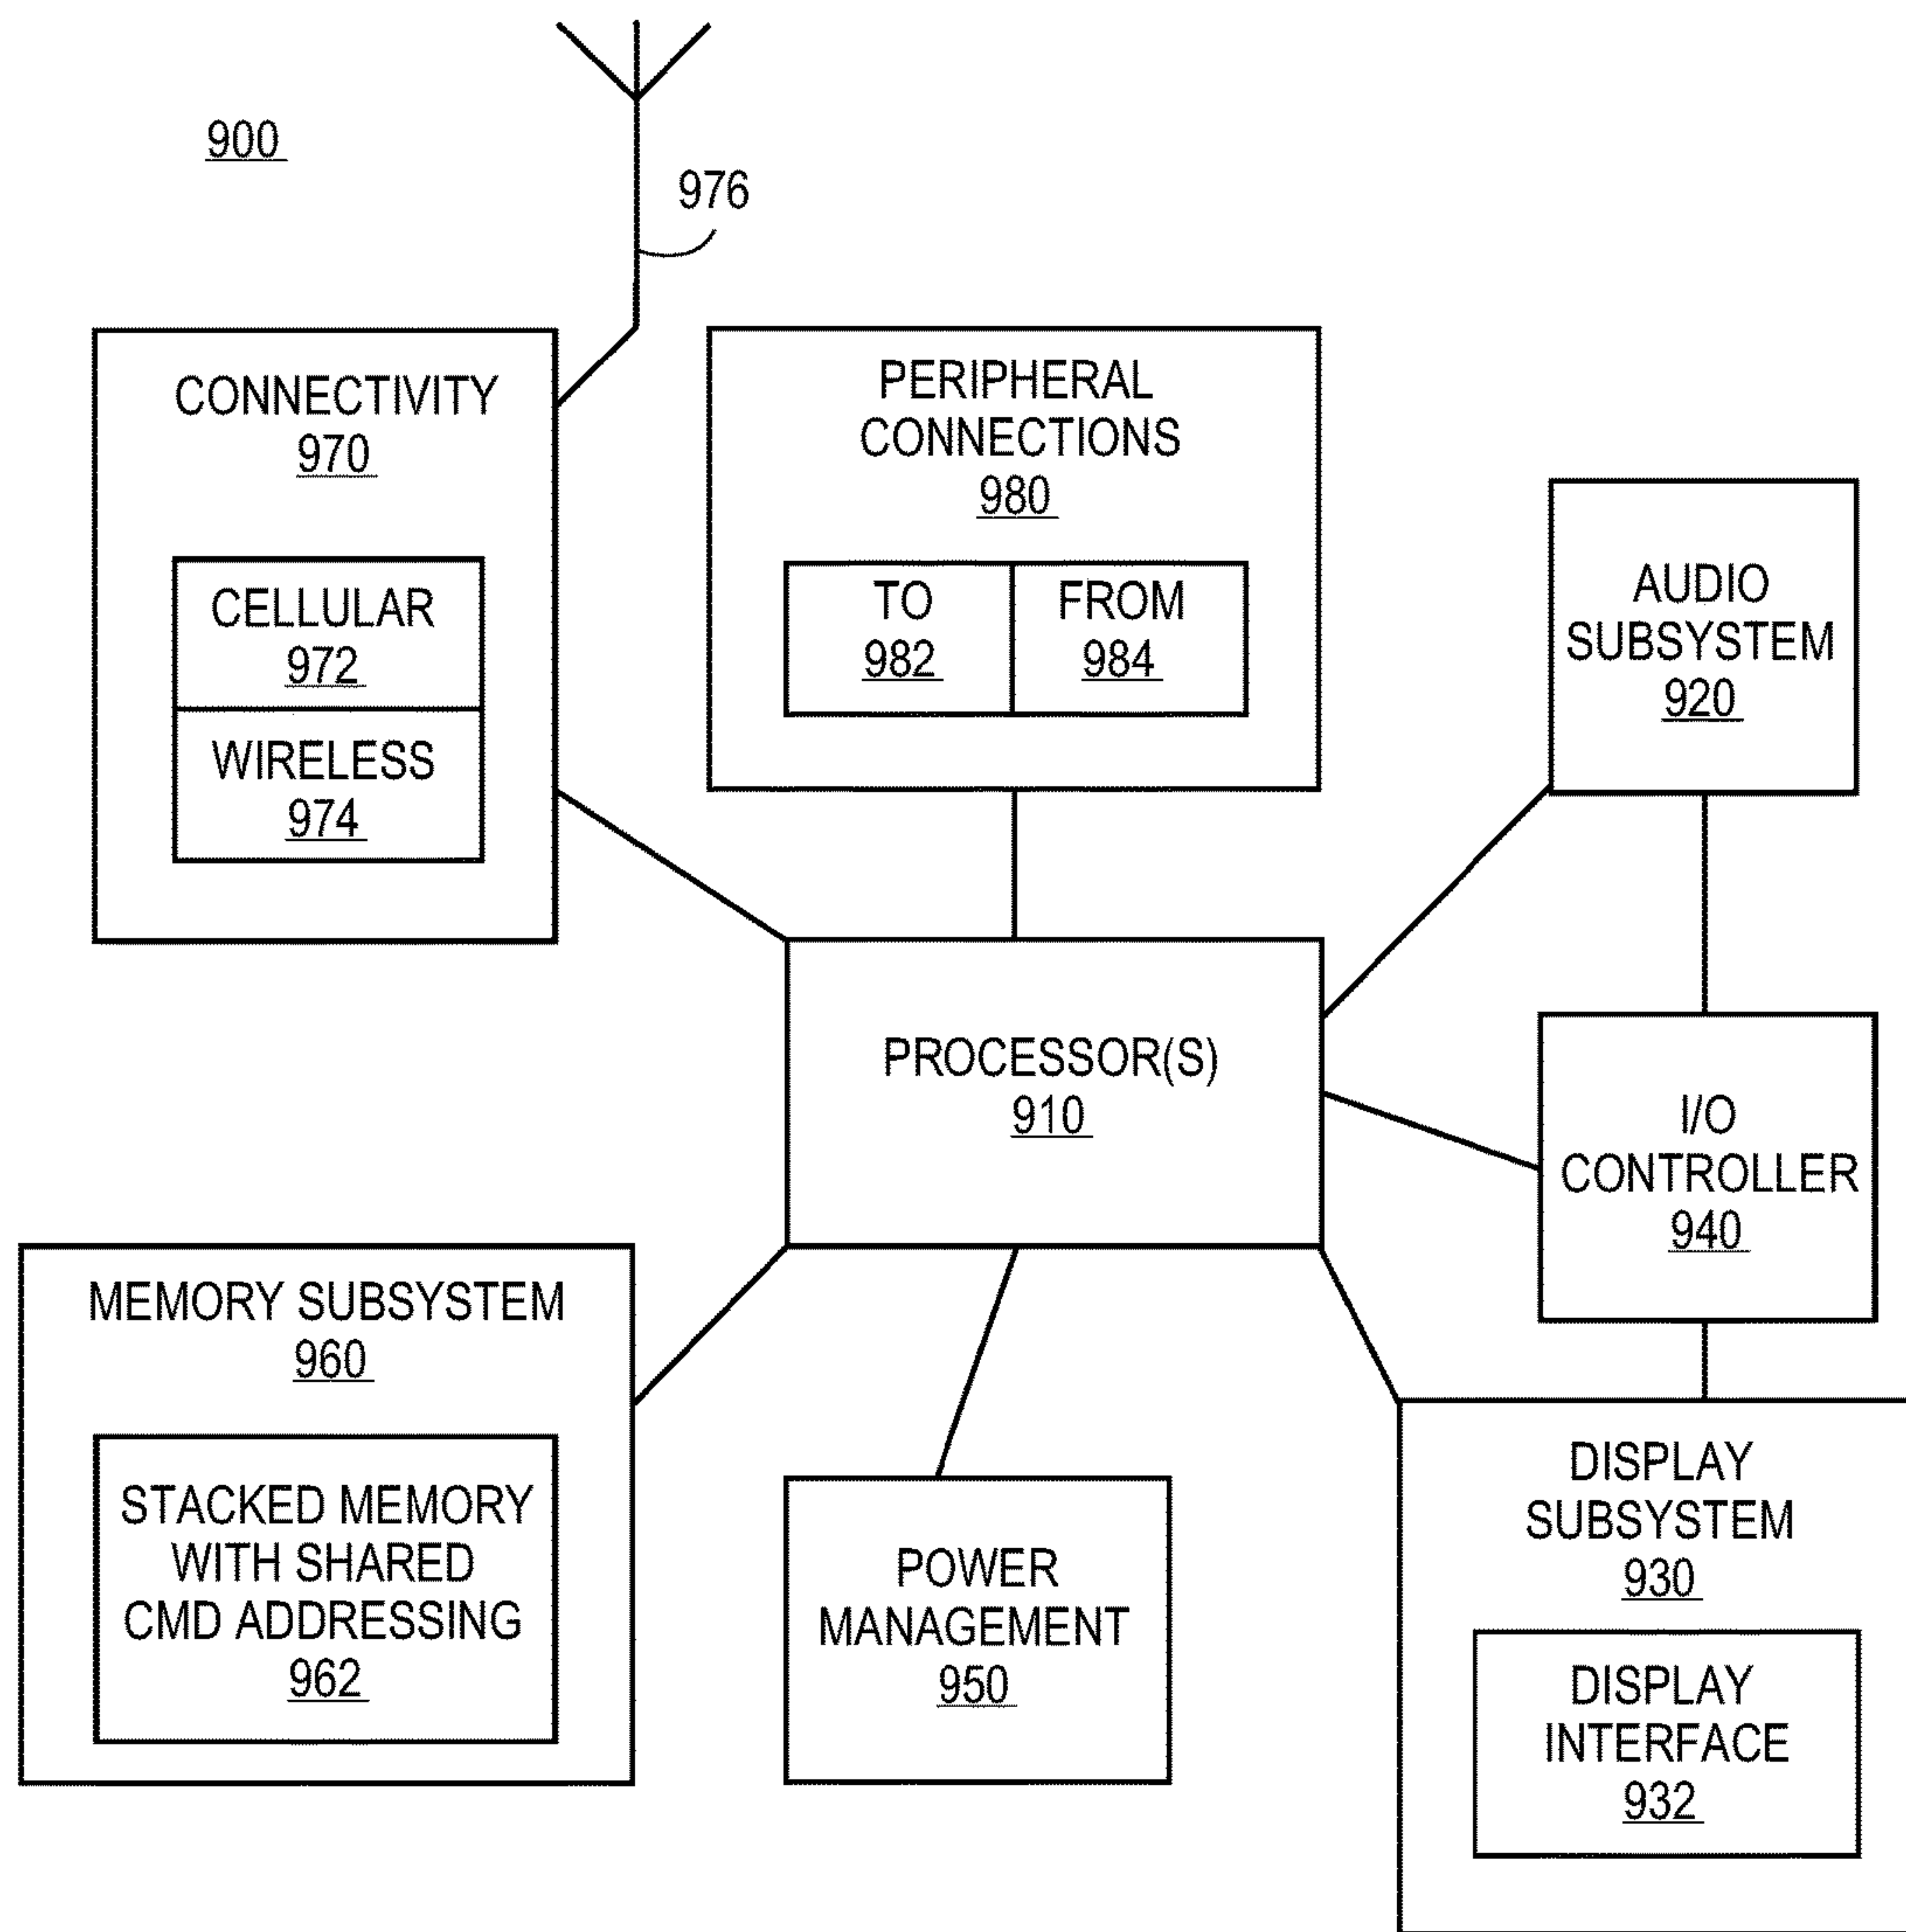 900
976
CONNECTIVITY
970
CELLULAR
972
WIRELESS
974
PERIPHERAL
CONNECTIONS
980
TO
982
FROM
984
AUDIO
SUBSYSTEM
920
PROCESSOR(S)
910
I/O
CONTROLLER
940
MEMORY SUBSYSTEM
960
STACKED MEMORY
WITH SHARED
CMD ADDRESSING
962
POWER
MANAGEMENT
950
DISPLAY
SUBSYSTEM
930
DISPLAY
INTERFACE
932